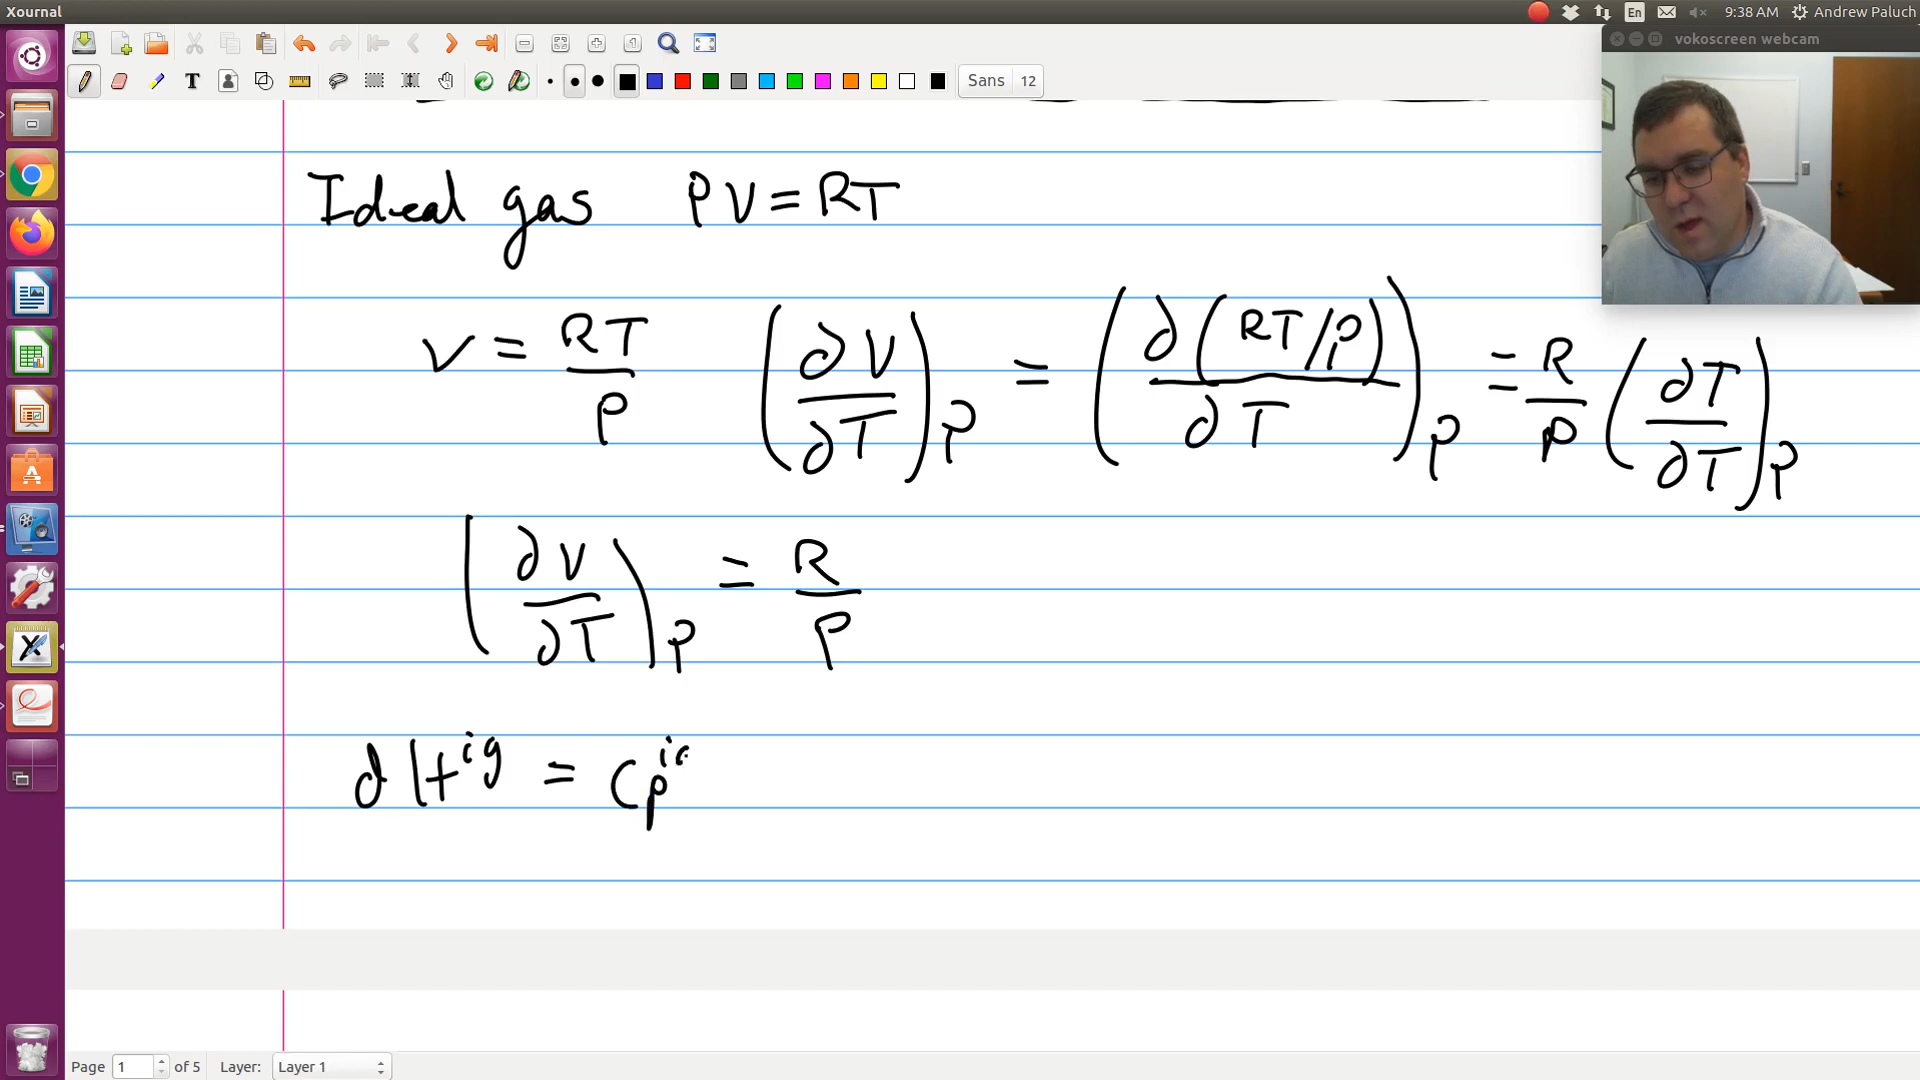 Xournal
En
9:38 AM
Andrew Paluch
vokoscreen webcam
T
Sans 12
Ideal gas PV = RT
V = RT/P (∂V/∂T)_P = (∂(RT/P)/∂T)_P = R/P (∂T/∂T)_P
(∂V/∂T)_P = R/P
dH^ig = Cp^i
Page 1 of 5 Layer: Layer 1